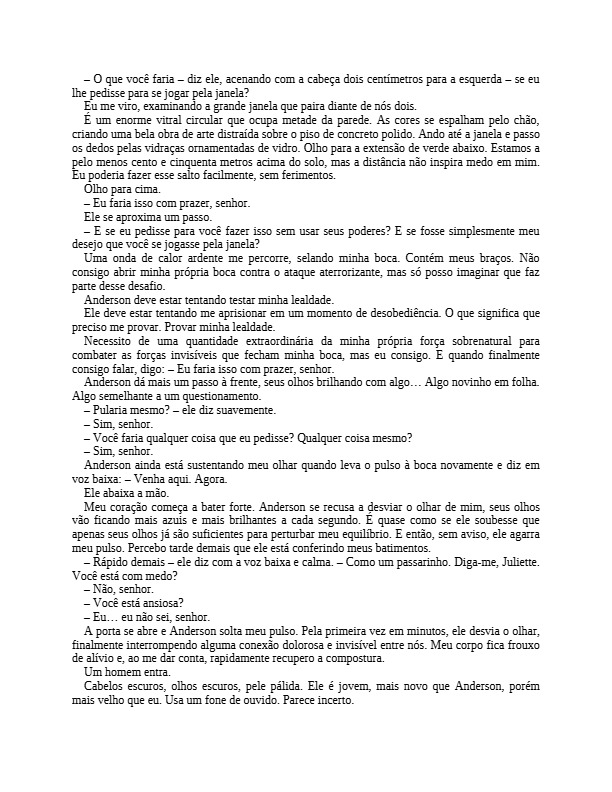 – O que você faria – diz ele, acenando com a cabeça dois centímetros para a esquerda – se eu
lhe pedisse para se jogar pela janela?
Eu me viro, examinando a grande janela que paira diante de nós dois.
É um enorme vitral circular que ocupa metade da parede. As cores se espalham pelo chão,
criando uma bela obra de arte distraída sobre o piso de concreto polido. Ando até a janela e passo
os dedos pelas vidraças ornamentadas de vidro. Olho para a extensão de verde abaixo. Estamos a
pelo menos cento e cinquenta metros acima do solo, mas a distância não inspira medo em mim.
Eu poderia fazer esse salto facilmente, sem ferimentos.
Olho para cima.
– Eu faria isso com prazer, senhor.
Ele se aproxima um passo.
– E se eu pedisse para você fazer isso sem usar seus poderes? E se fosse simplesmente meu
desejo que você se jogasse pela janela?
Uma onda de calor ardente me percorre, selando minha boca. Contém meus braços. Não
consigo abrir minha própria boca contra o ataque aterrorizante, mas só posso imaginar que faz
parte desse desafio.
Anderson deve estar tentando testar minha lealdade.
Ele deve estar tentando me aprisionar em um momento de desobediência. O que significa que
preciso me provar. Provar minha lealdade.
Necessito de uma quantidade extraordinária da minha própria força sobrenatural para
combater as forças invisíveis que fecham minha boca, mas eu consigo. E quando finalmente
consigo falar, digo: – Eu faria isso com prazer, senhor.
Anderson dá mais um passo à frente, seus olhos brilhando com algo… Algo novinho em folha.
Algo semelhante a um questionamento.
– Pularia mesmo? – ele diz suavemente.
– Sim, senhor.
– Você faria qualquer coisa que eu pedisse? Qualquer coisa mesmo?
– Sim, senhor.
Anderson ainda está sustentando meu olhar quando leva o pulso à boca novamente e diz em
voz baixa: – Venha aqui. Agora.
Ele abaixa a mão.
Meu coração começa a bater forte. Anderson se recusa a desviar o olhar de mim, seus olhos
vão ficando mais azuis e mais brilhantes a cada segundo. É quase como se ele soubesse que
apenas seus olhos já são suficientes para perturbar meu equilíbrio. E então, sem aviso, ele agarra
meu pulso. Percebo tarde demais que ele está conferindo meus batimentos.
– Rápido demais – ele diz com a voz baixa e calma. – Como um passarinho. Diga-me, Juliette.
Você está com medo?
– Não, senhor.
– Você está ansiosa?
– Eu… eu não sei, senhor.
A porta se abre e Anderson solta meu pulso. Pela primeira vez em minutos, ele desvia o olhar,
finalmente interrompendo alguma conexão dolorosa e invisível entre nós. Meu corpo fica frouxo
de alívio e, ao me dar conta, rapidamente recupero a compostura.
Um homem entra.
Cabelos escuros, olhos escuros, pele pálida. Ele é jovem, mais novo que Anderson, porém
mais velho que eu. Usa um fone de ouvido. Parece incerto.